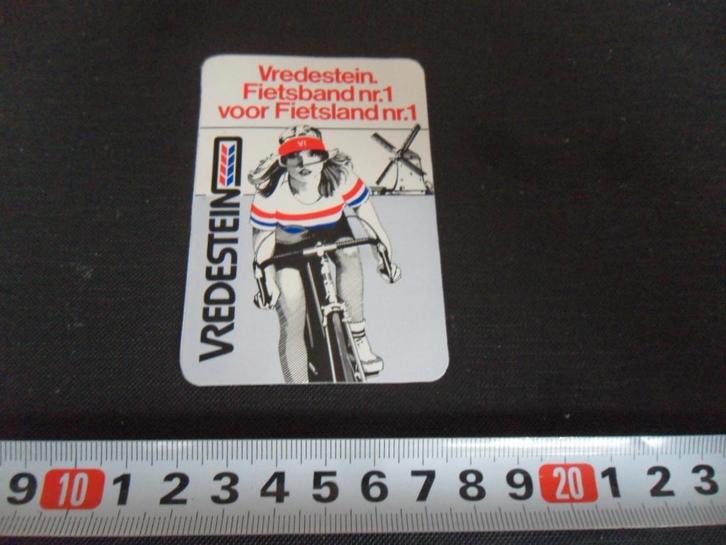 Vredestein.
Fietsband nr.1
voor Fietsland nr.1
VI
VREDESTEIN
9 10 1 2 3 4 5 6 7 8 9 20 1 2 3